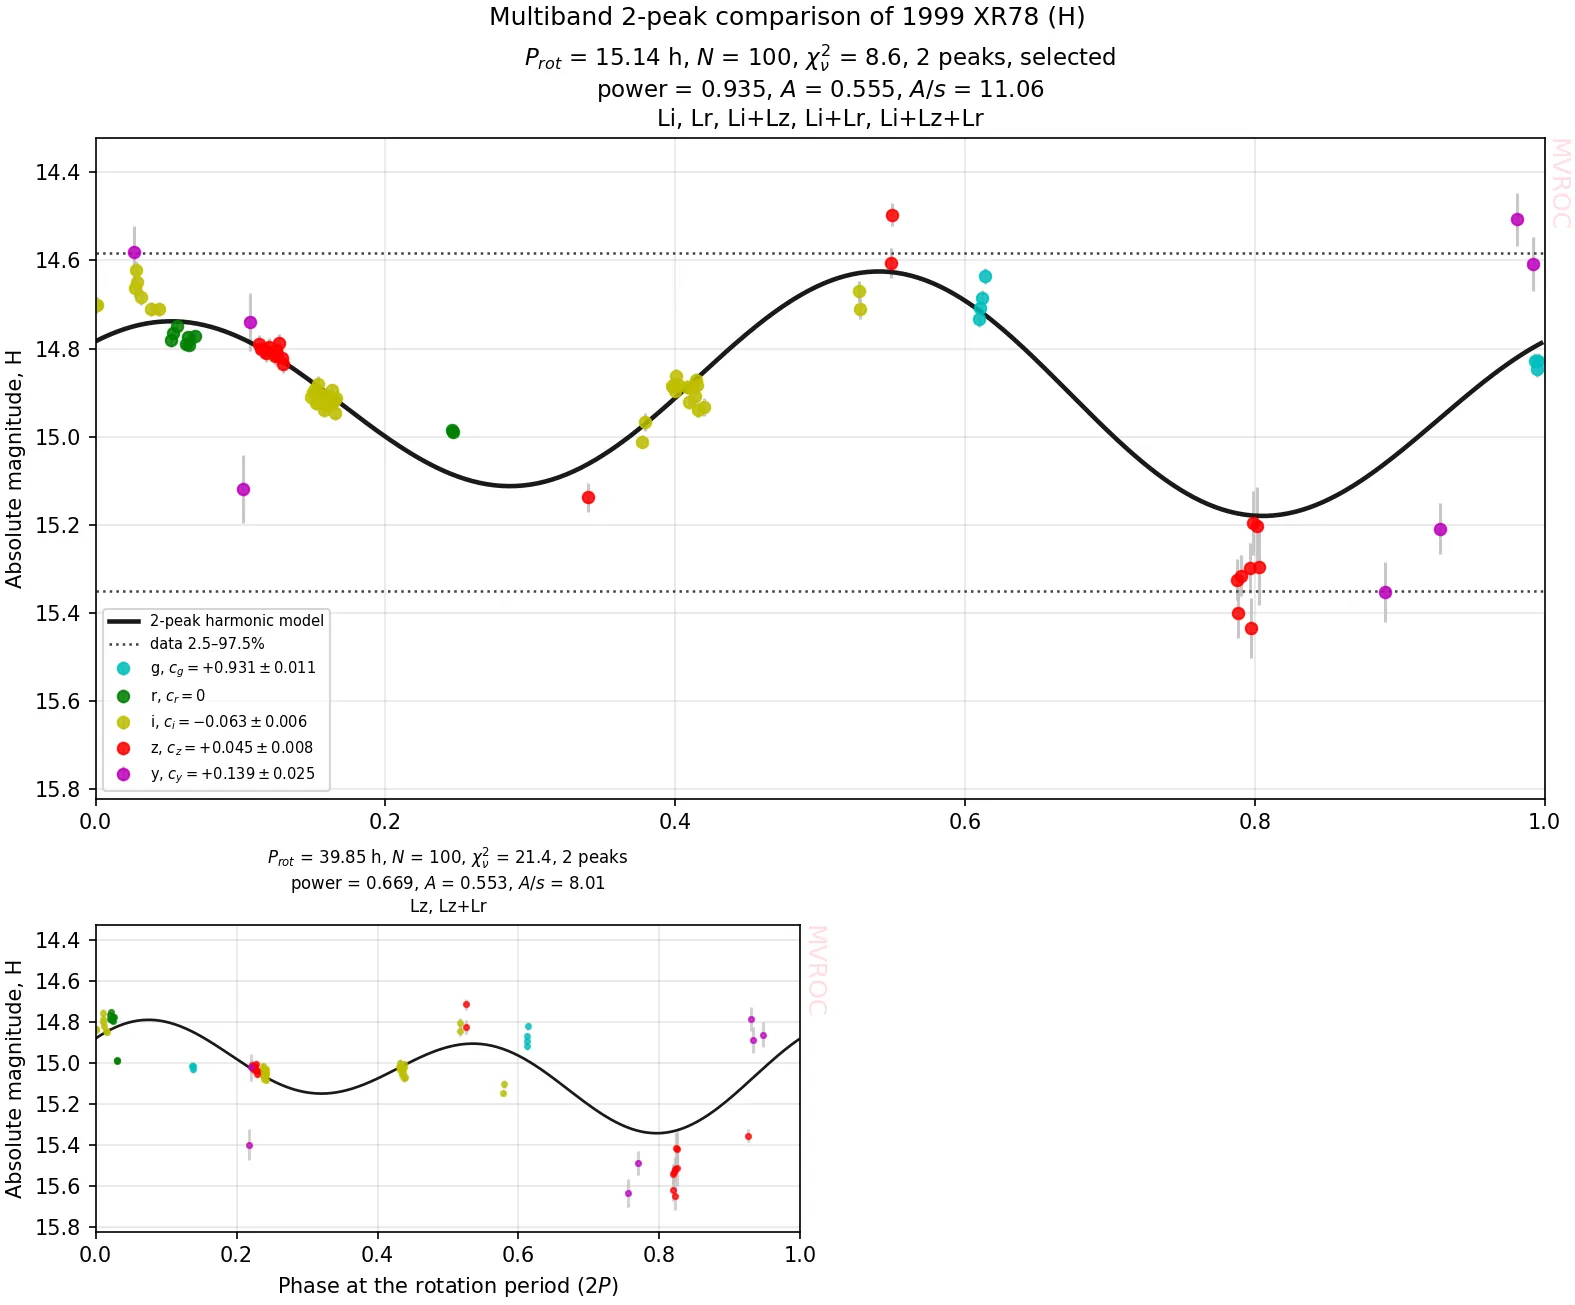 Multiband 2-peak comparison of 1999 XR78 (H)
P_rot = 15.14 h, N = 100, χ²_ν = 8.6, 2 peaks, selected
power = 0.935, A = 0.555, A/s = 11.06
Li, Lr, Li+Lz, Li+Lr, Li+Lz+Lr
MVROC
Absolute magnitude, H
14.4
14.6
14.8
15.0
15.2
15.4
15.6
15.8
2-peak harmonic model
data 2.5–97.5%
g, c_g = +0.931 ± 0.011
r, c_r = 0
i, c_i = −0.063 ± 0.006
z, c_z = +0.045 ± 0.008
y, c_y = +0.139 ± 0.025
0.0 0.2 0.4 0.6 0.8 1.0
P_rot = 39.85 h, N = 100, χ²_ν = 21.4, 2 peaks
power = 0.669, A = 0.553, A/s = 8.01
Lz, Lz+Lr
MVROC
Absolute magnitude, H
14.4
14.6
14.8
15.0
15.2
15.4
15.6
15.8
0.0 0.2 0.4 0.6 0.8 1.0
Phase at the rotation period (2P)